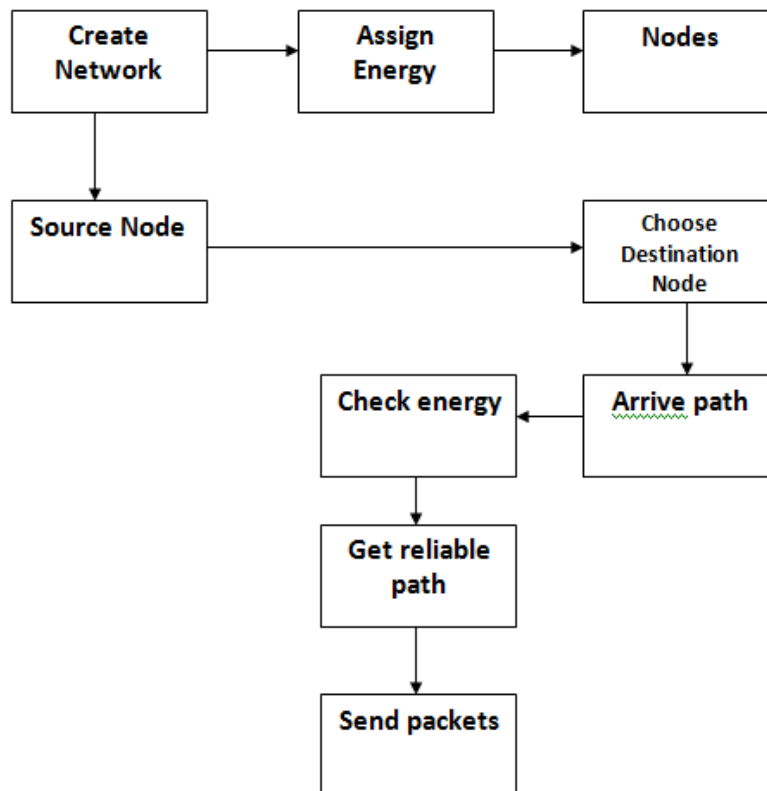 Create
Network
Assign
Energy
Nodes
Source Node
Choose
Destination
Node
Check energy
Arrive path
Get reliable
path
Send packets